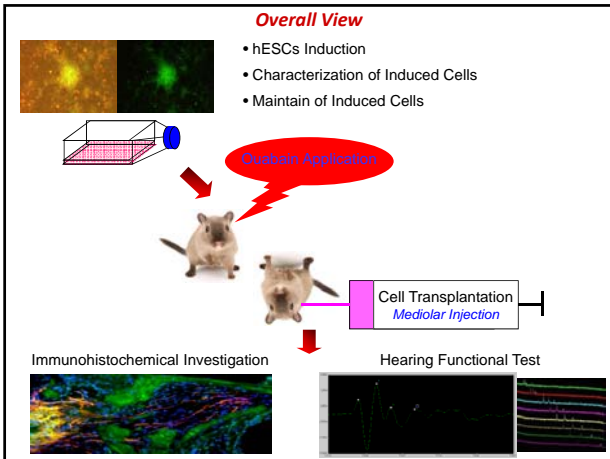 Overall View
• hESCs Induction
• Characterization of Induced Cells
• Maintain of Induced Cells
Ouabain Application
Cell Transplantation
Mediolar Injection
Immunohistochemical Investigation
Hearing Functional Test